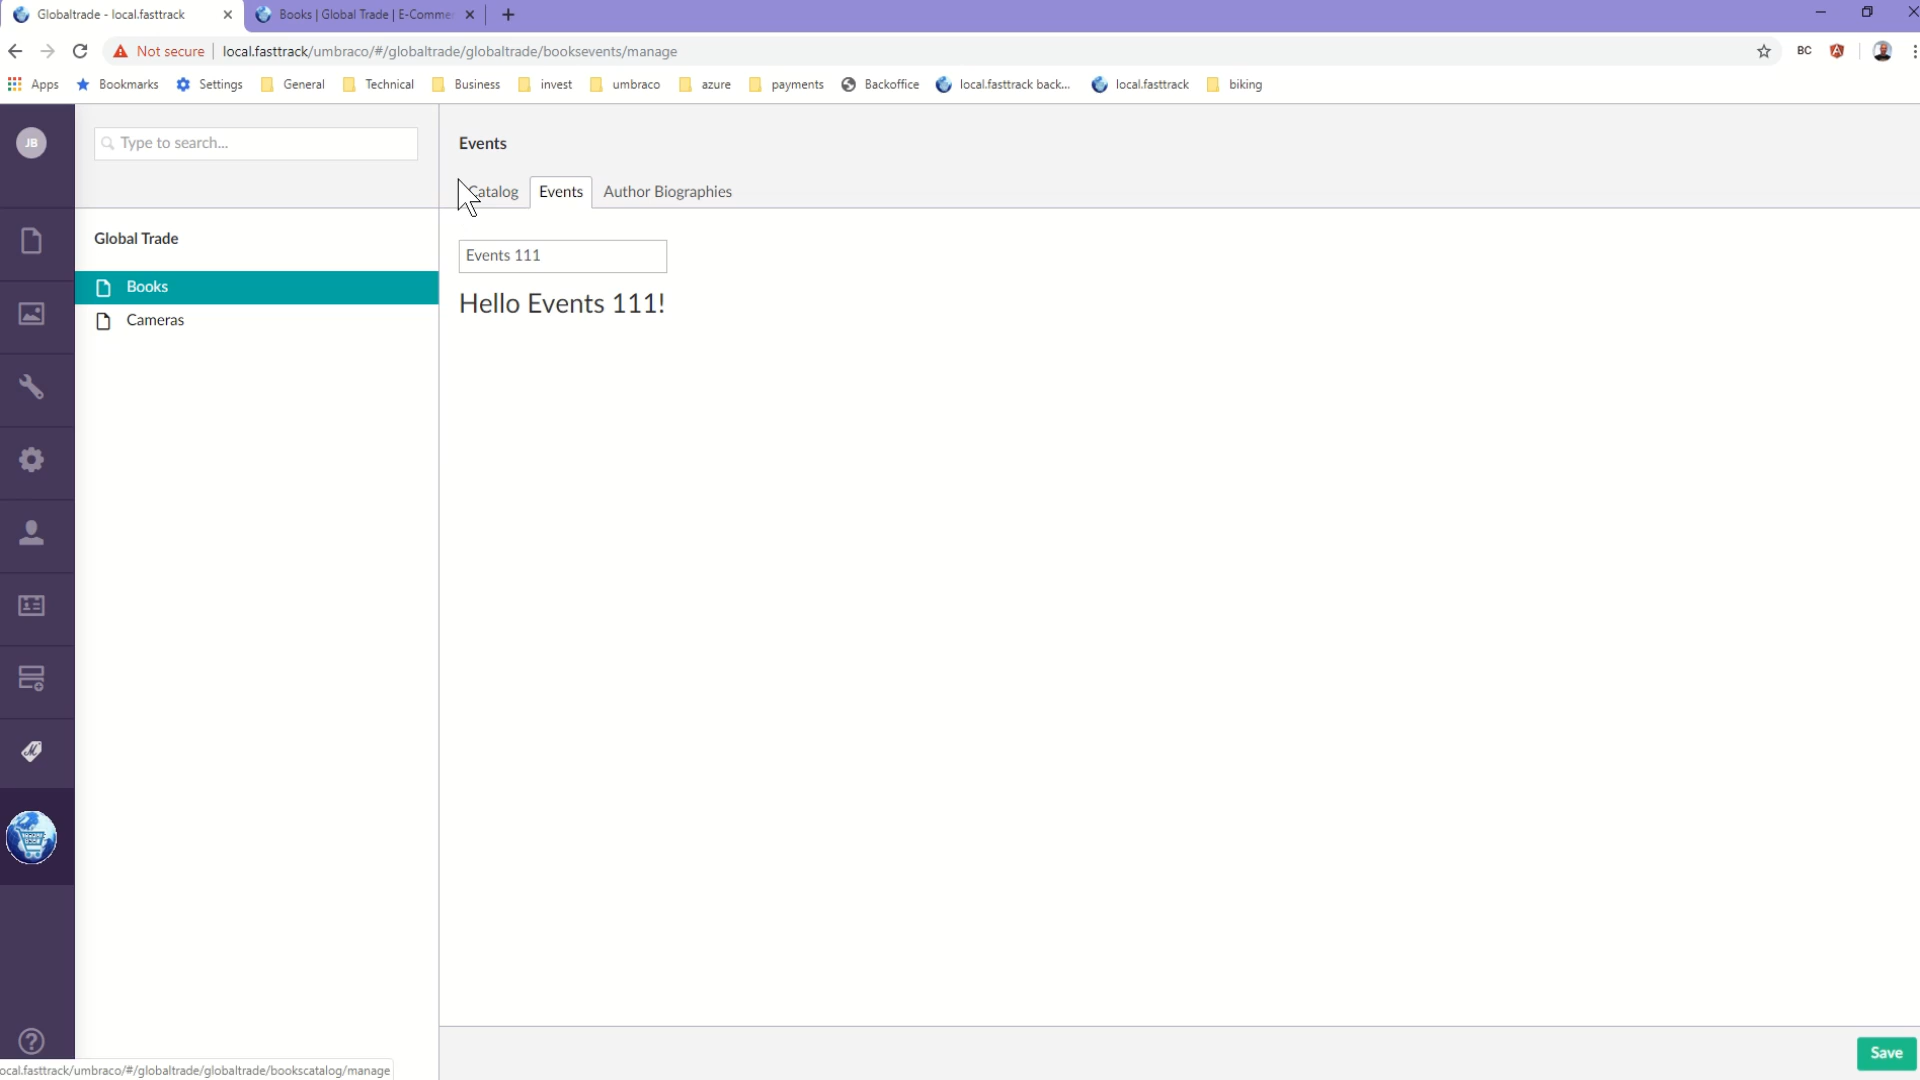 Globaltrade - local.fasttrack
Books | Global Trade | E-Comme
Not secure
local.fasttrack/umbraco/#/globaltrade/globaltrade/booksevents/manage
BC
Apps
Bookmarks
Settings
General
Technical
Business
invest
umbraco
azure
payments
Backoffice
local.fasttrack back...
local.fasttrack
biking
JB
Type to search...
Events
Catalog
Events
Author Biographies
Global Trade
Books
Cameras
Events 111
Hello Events 111!
Save
ocal.fasttrack/umbraco/#/globaltrade/globaltrade/bookscatalog/manage